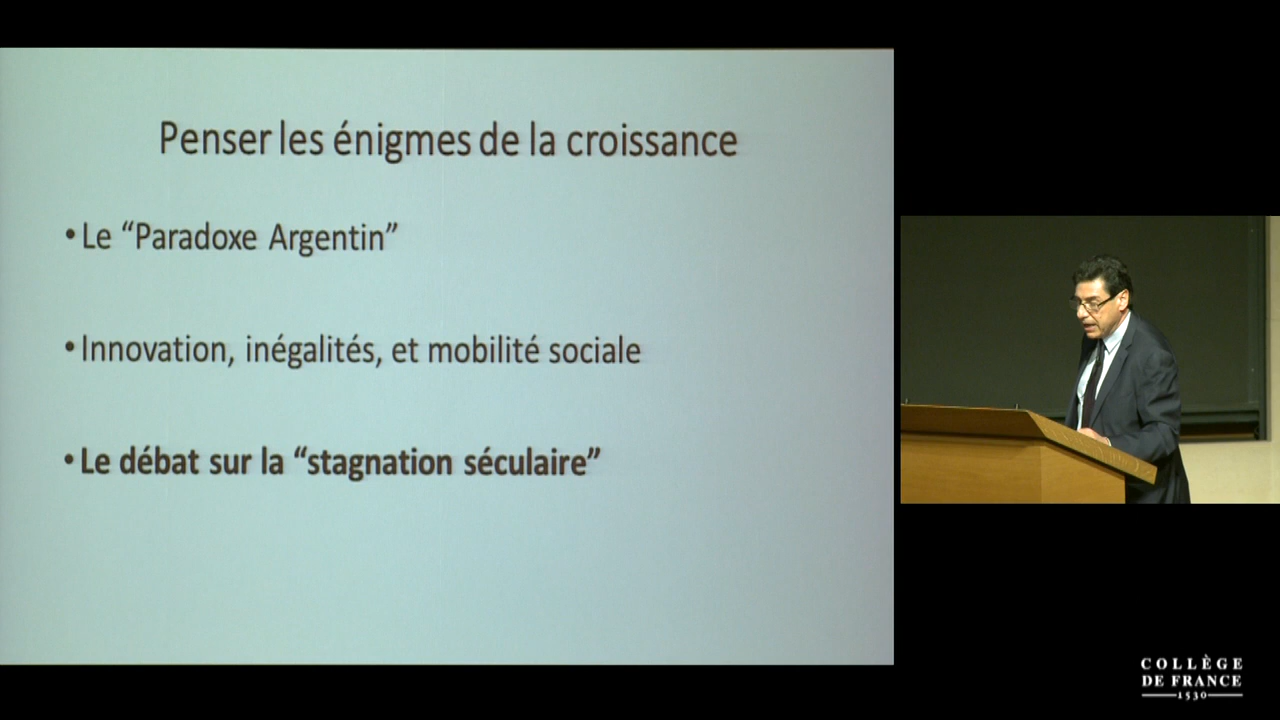 Penser les énigmes de la croissance
• Le “Paradoxe Argentin”
• Innovation, inégalités, et mobilité sociale
• Le débat sur la “stagnation séculaire”
COLLÈGE
DE FRANCE
1530